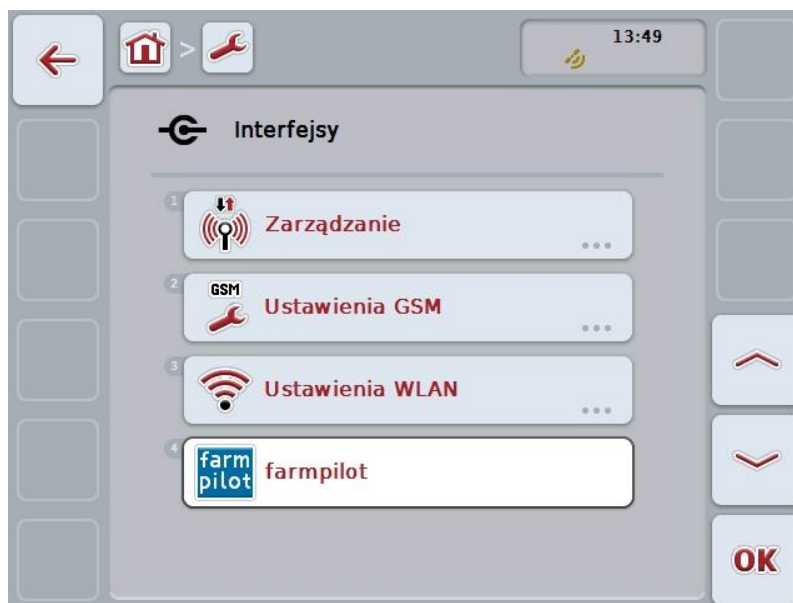 13:49
>
Interfejsy
1
Zarządzanie
...
2
GSM
Ustawienia GSM
...
3
Ustawienia WLAN
...
4
farm
pilot
farmpilot
OK